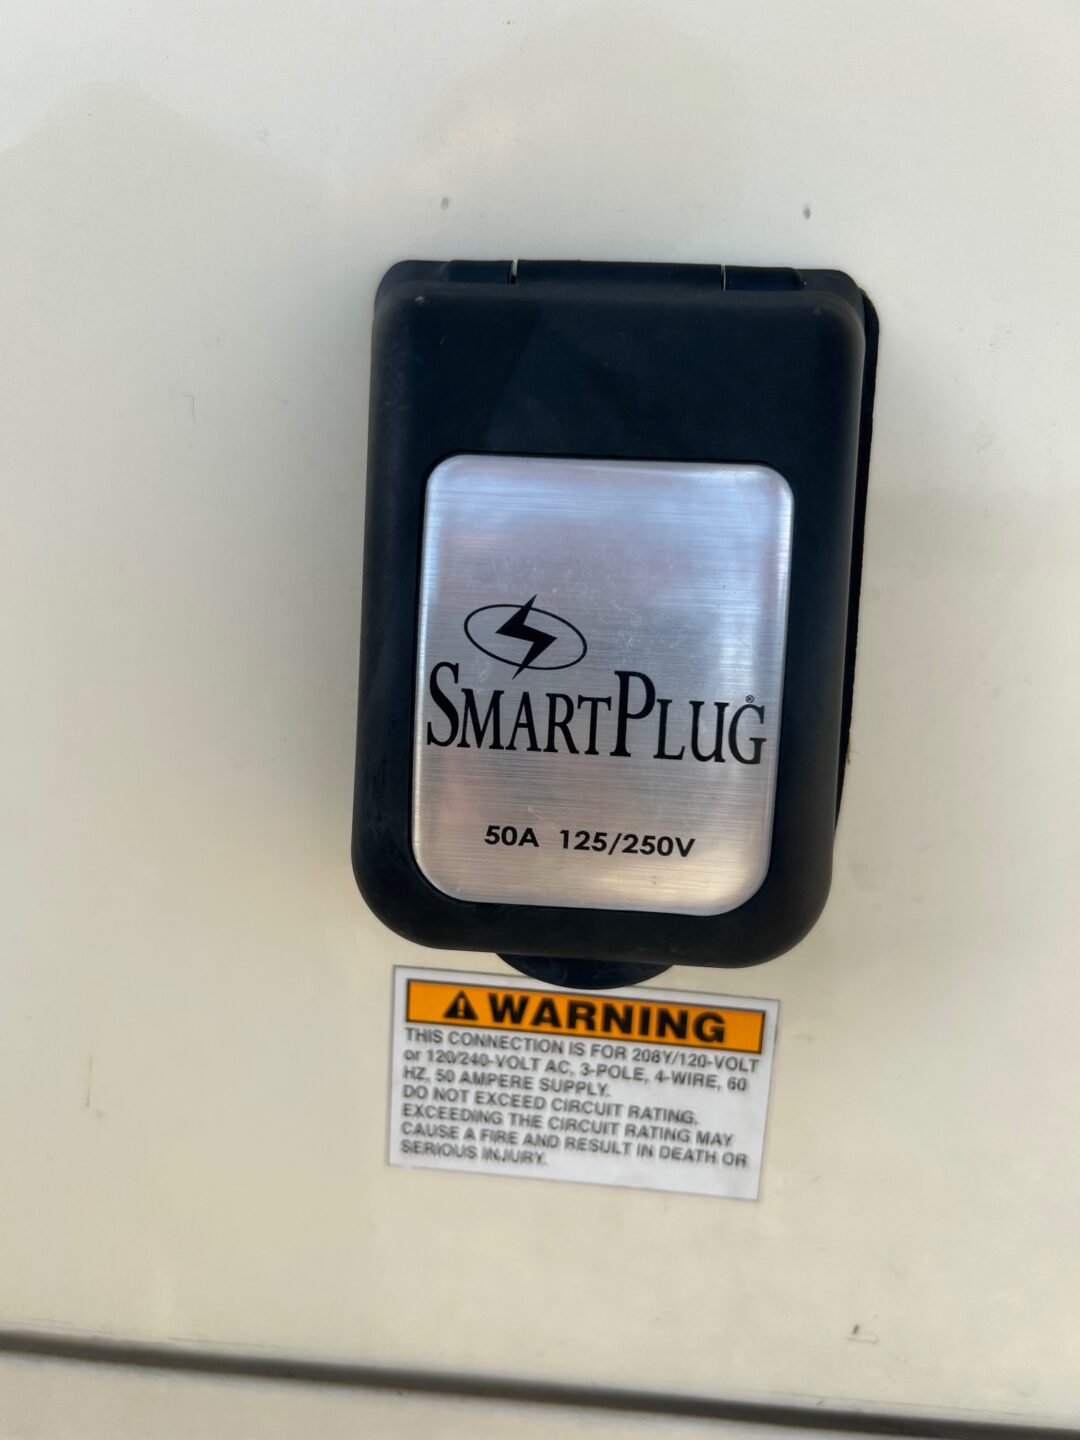 SMARTPLUG®
50A 125/250V
⚠WARNING
THIS CONNECTION IS FOR 208Y/120-VOLT
or 120/240-VOLT AC, 3-POLE, 4-WIRE, 60
HZ, 50 AMPERE SUPPLY.
DO NOT EXCEED CIRCUIT RATING.
EXCEEDING THE CIRCUIT RATING MAY
CAUSE A FIRE AND RESULT IN DEATH OR
SERIOUS INJURY.